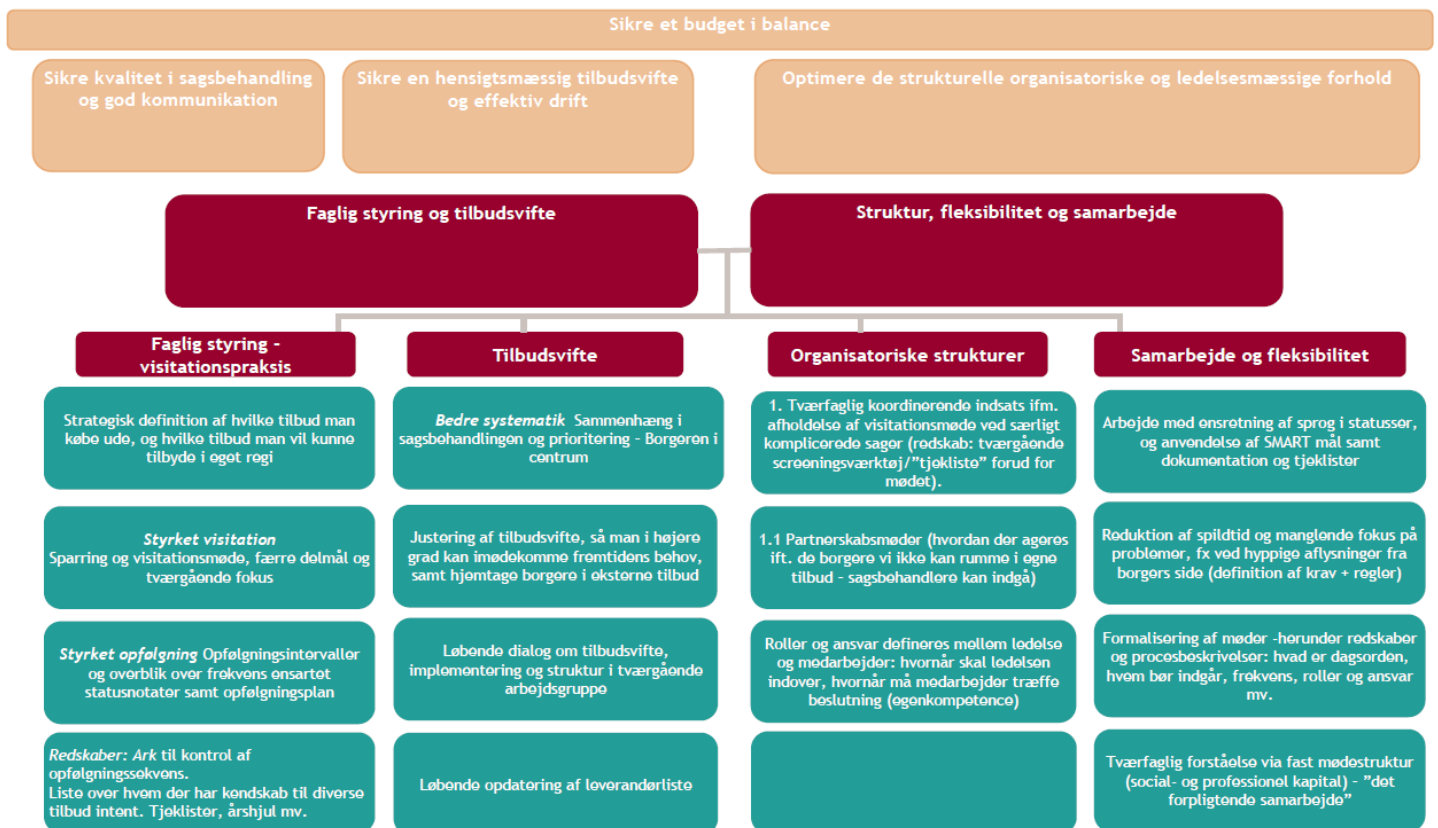 Sikre et budget i balance
Sikre kvalitet i sagsbehandling
og god kommunikation
Sikre en hensigtsmæssig tilbudsvifte
og effektiv drift
Optimere de strukturelle organisatoriske og ledelsesmæssige forhold
Faglig styring og tilbudsvifte
Struktur, fleksibilitet og samarbejde
Faglig styring –
visitationspraksis
Tilbudsvifte
Organisatoriske strukturer
Samarbejde og fleksibilitet
Strategisk definition af hvilke tilbud man
købe ude, og hvilke tilbud man vil kunne
tilbyde i eget regi
Styrket visitation
Sparring og visitationsmøde, færre delmål og
tværgående fokus
Styrket opfølgning Opfølgningsintervaller
og overblik over frekvens ensartet
statusnotater samt opfølgningsplan
Redskaber: Ark til kontrol af
opfølgningssekvens.
Liste over hvem der har kendskab til diverse
tilbud intent. Tjeklister, årshjul mv.
Bedre systematik Sammenhæng i
sagsbehandlingen og prioritering – Borgeren i
centrum
Justering af tilbudsvifte, så man i højere
grad kan imødekomme fremtidens behov,
samt hjemtage borgere i eksterne tilbud
Løbende dialog om tilbudsvifte,
implementering og struktur i tværgående
arbejdsgruppe
Løbende opdatering af leverandørliste
1. Tværfaglig koordinerende indsats ifm.
afholdelse af visitationsmøde ved særligt
komplicerede sager (redskab: tværgående
screeningsværktøj/"tjekliste" forud for
mødet).
1.1 Partnerskabsmøder (hvordan der ageres
ift. de borgere vi ikke kan rumme i egne
tilbud – sagsbehandlere kan indgå)
Roller og ansvar defineres mellem ledelse
og medarbejder: hvornår skal ledelsen
indover, hvornår må medarbejder træffe
beslutning (egenkompetence)
Arbejde med ensretning af sprog i statusser,
og anvendelse af SMART mål samt
dokumentation og tjeklister
Reduktion af spildtid og manglende fokus på
problemer, fx ved hyppige aflysninger fra
borgers side (definition af krav + regler)
Formalisering af møder –herunder redskaber
og procesbeskrivelser: hvad er dagsorden,
hvem bør indgår, frekvens, roller og ansvar
mv.
Tværfaglig forståelse via fast mødestruktur
(social- og professionel kapital) – "det
forpligtende samarbejde"